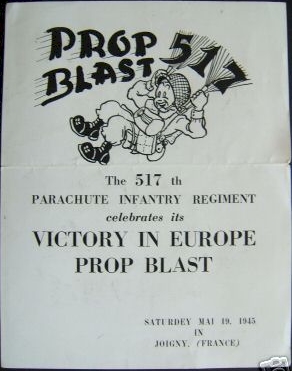 PROP 517
BLAST
The 517 th
PARACHUTE INFANTRY REGIMENT
celebrates its
VICTORY IN EUROPE
PROP BLAST
SATURDEY MAI 19, 1945
IN
JOIGNY, (FRANCE)